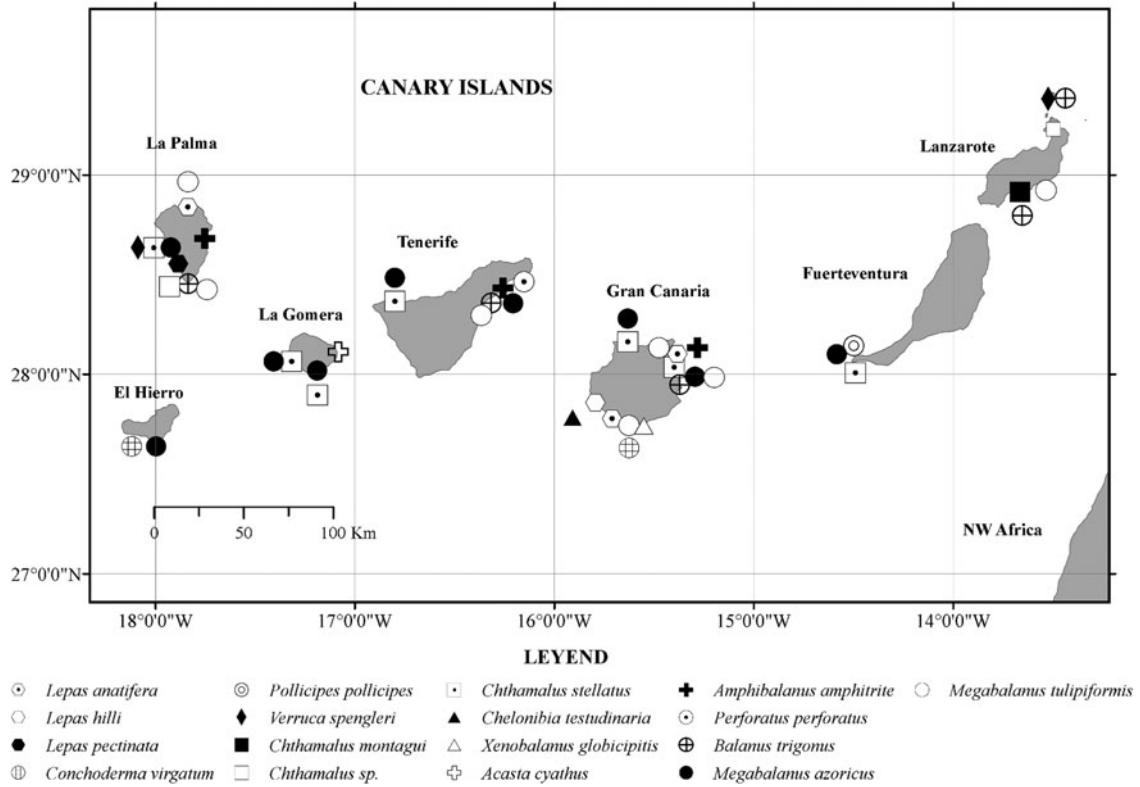 CANARY ISLANDS
La Palma
Lanzarote
29°0'0"N
Tenerife
Fuerteventura
Gran Canaria
La Gomera
28°0'0"N
El Hierro
0 50 100 Km
NW Africa
27°0'0"N
18°0'0"W 17°0'0"W 16°0'0"W 15°0'0"W 14°0'0"W
LEYEND
Lepas anatifera Pollicipes pollicipes Chthamalus stellatus Amphibalanus amphitrite Megabalanus tulipiformis
Lepas hilli Verruca spengleri Chelonibia testudinaria Perforatus perforatus
Lepas pectinata Chthamalus montagui Xenobalanus globicipitis Balanus trigonus
Conchoderma virgatum Chthamalus sp. Acasta cyathus Megabalanus azoricus